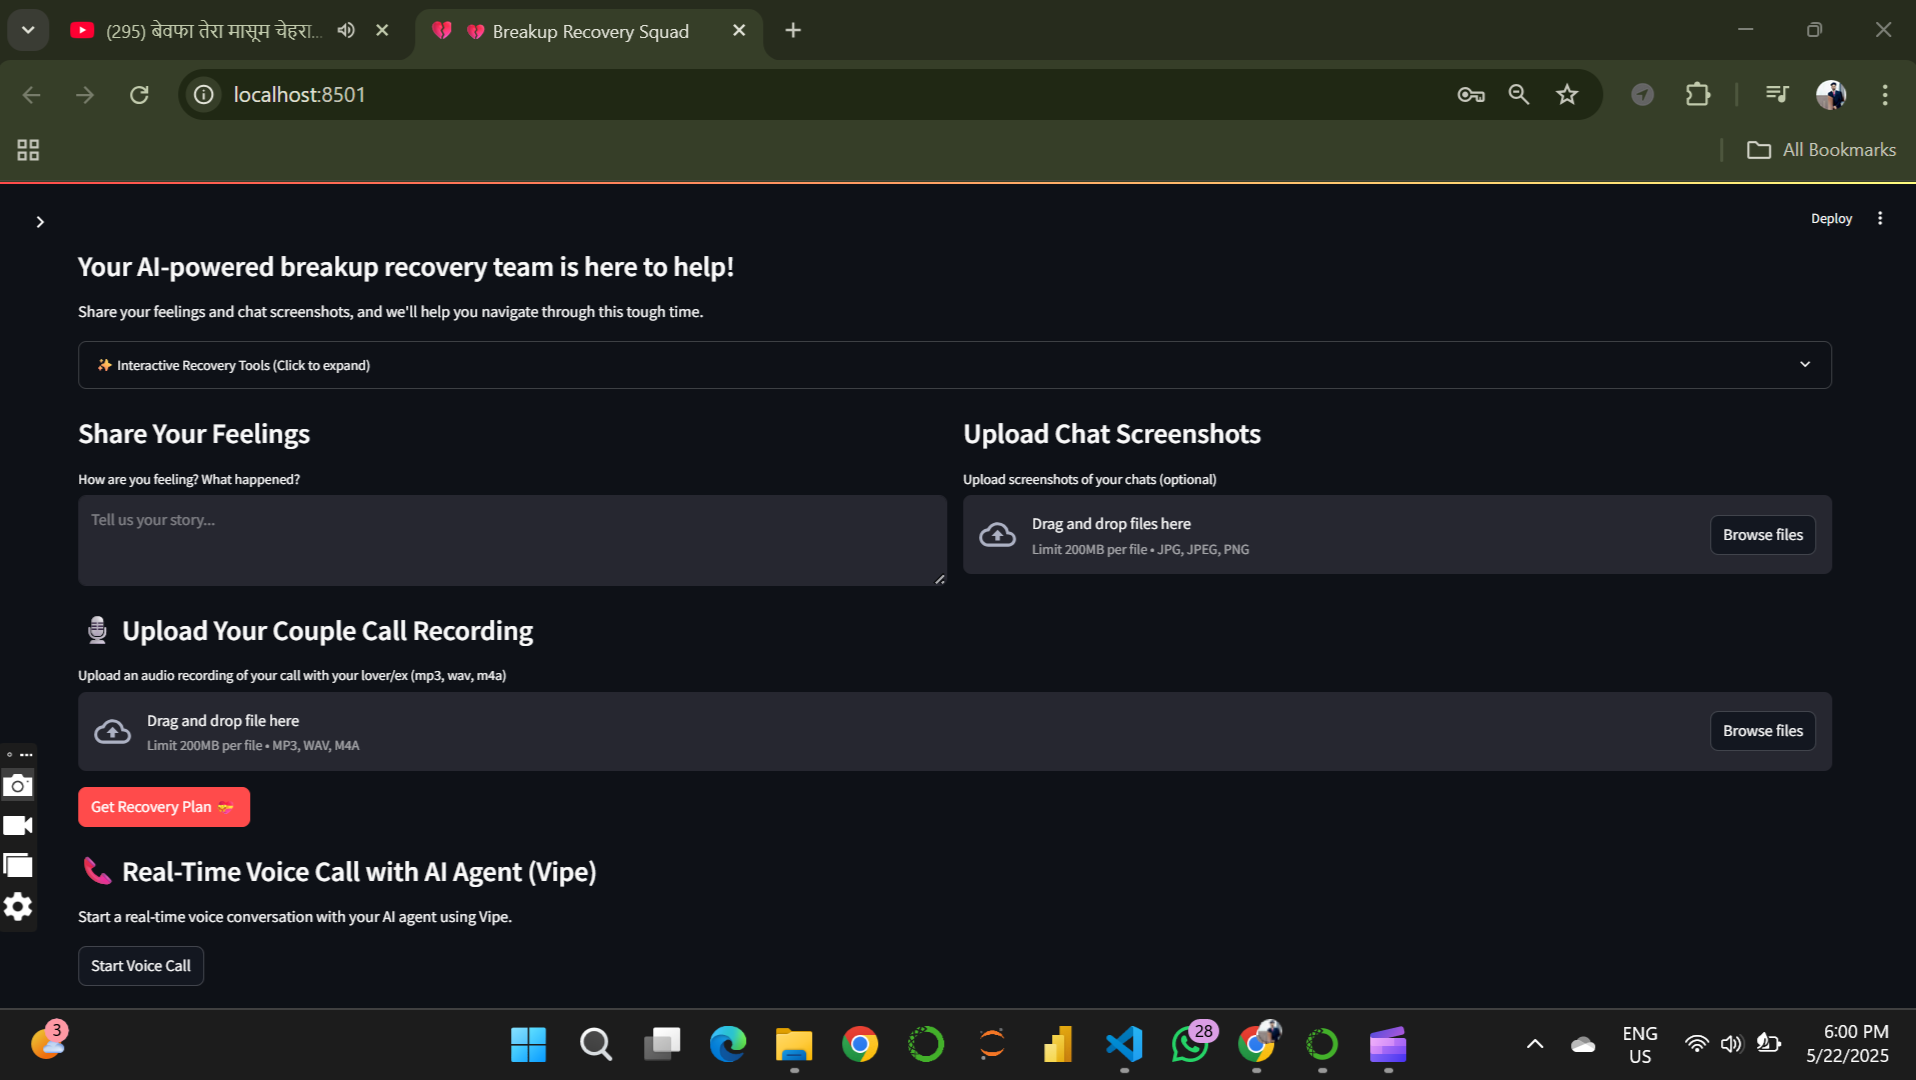 (295) बेवफा तेरा मासूम चेहरा...
Breakup Recovery Squad
localhost:8501
All Bookmarks
Deploy
Your AI-powered breakup recovery team is here to help!
Share your feelings and chat screenshots, and we'll help you navigate through this tough time.
Interactive Recovery Tools (Click to expand)
Share Your Feelings
How are you feeling? What happened?
Tell us your story...
Upload Chat Screenshots
Upload screenshots of your chats (optional)
Drag and drop files here
Limit 200MB per file • JPG, JPEG, PNG
Browse files
Upload Your Couple Call Recording
Upload an audio recording of your call with your lover/ex (mp3, wav, m4a)
Drag and drop file here
Limit 200MB per file • MP3, WAV, M4A
Browse files
Get Recovery Plan
Real-Time Voice Call with AI Agent (Vipe)
Start a real-time voice conversation with your AI agent using Vipe.
Start Voice Call
3
28
ENG
US
6:00 PM
5/22/2025